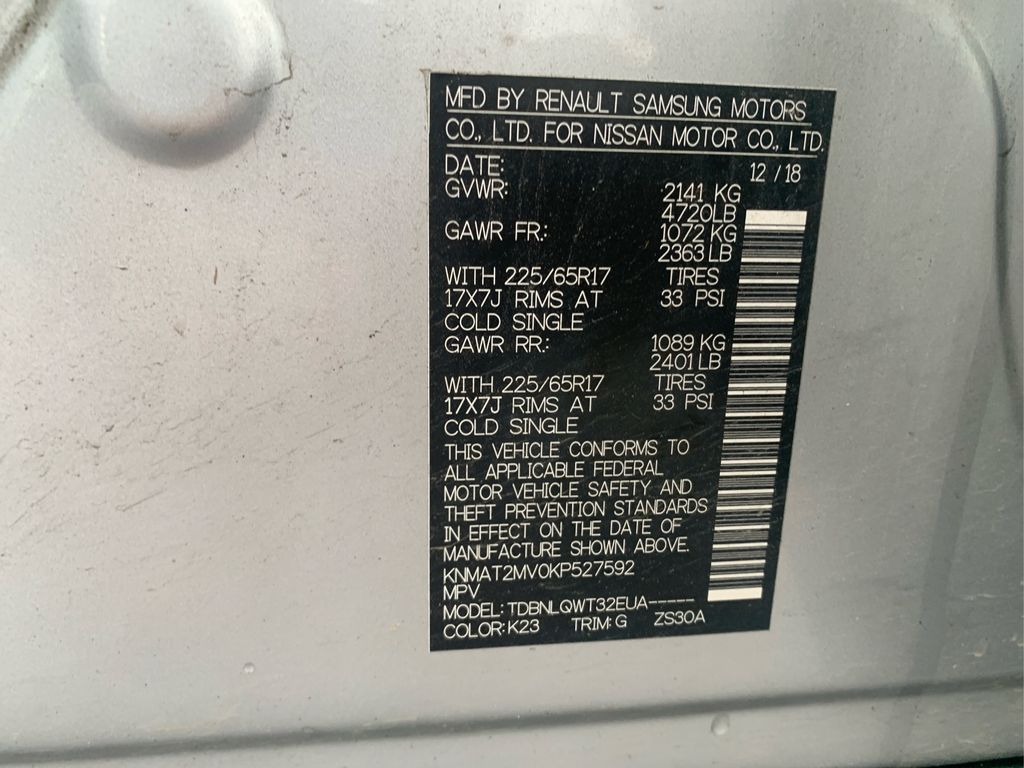 MFD BY RENAULT SAMSUNG MOTORS
CO., LTD. FOR NISSAN MOTOR CO., LTD.
DATE: 12 / 18
GVWR: 2141 KG
4720LB
GAWR FR.: 1072 KG
2363 LB
WITH 225/65R17 TIRES
17X7J RIMS AT 33 PSI
COLD SINGLE
GAWR RR.: 1089 KG
2401 LB
WITH 225/65R17 TIRES
17X7J RIMS AT 33 PSI
COLD SINGLE
THIS VEHICLE CONFORMS TO
ALL APPLICABLE FEDERAL
MOTOR VEHICLE SAFETY AND
THEFT PREVENTION STANDARDS
IN EFFECT ON THE DATE OF
MANUFACTURE SHOWN ABOVE.
KNMAT2MV0KP527592
MPV
MODEL: TDBNLQWT32EUA-----
COLOR: K23 TRIM: G ZS30A